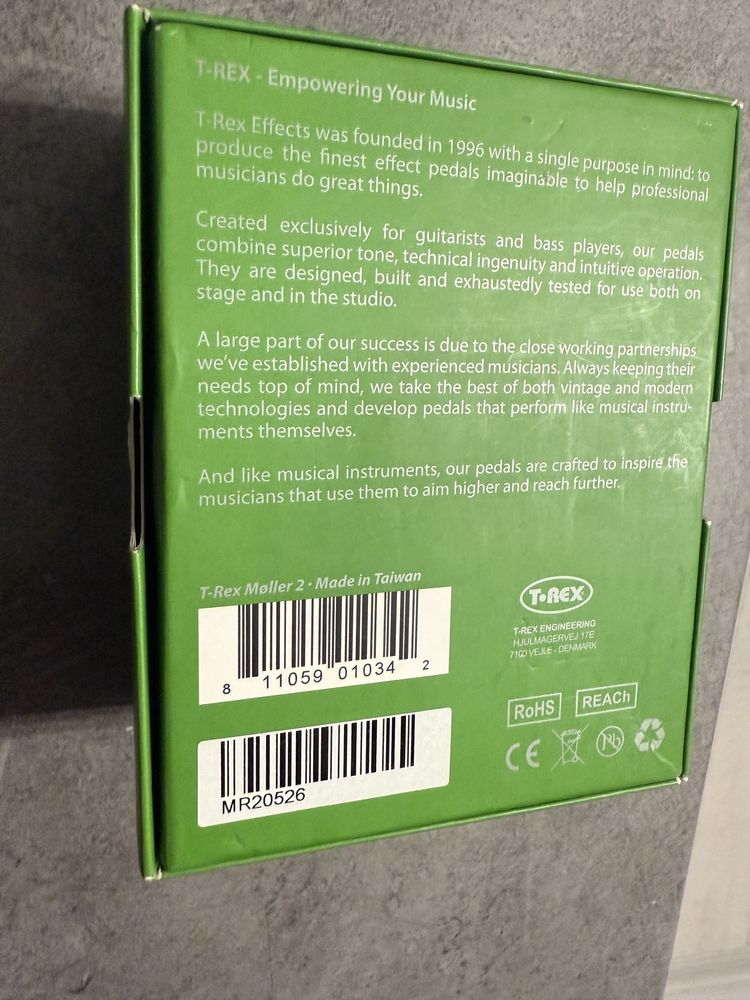 T-REX - Empowering Your Music
T-Rex Effects was founded in 1996 with a single purpose in mind: to
produce the finest effect pedals imaginable to help professional
musicians do great things.
Created exclusively for guitarists and bass players, our pedals
combine superior tone, technical ingenuity and intuitive operation.
They are designed, built and exhaustedly tested for use both on
stage and in the studio.
A large part of our success is due to the close working partnerships
we've established with experienced musicians. Always keeping their
needs top of mind, we take the best of both vintage and modern
technologies and develop pedals that perform like musical instru-
ments themselves.
And like musical instruments, our pedals are crafted to inspire the
musicians that use them to aim higher and reach further.
T-Rex Møller 2 · Made in Taiwan
8 11059 01034 2
MR20526
T-REX
T-REX ENGINEERING
HJULMAGERVEJ 17E
7100 VEJLE - DENMARK
RoHS REACh
CE Pb